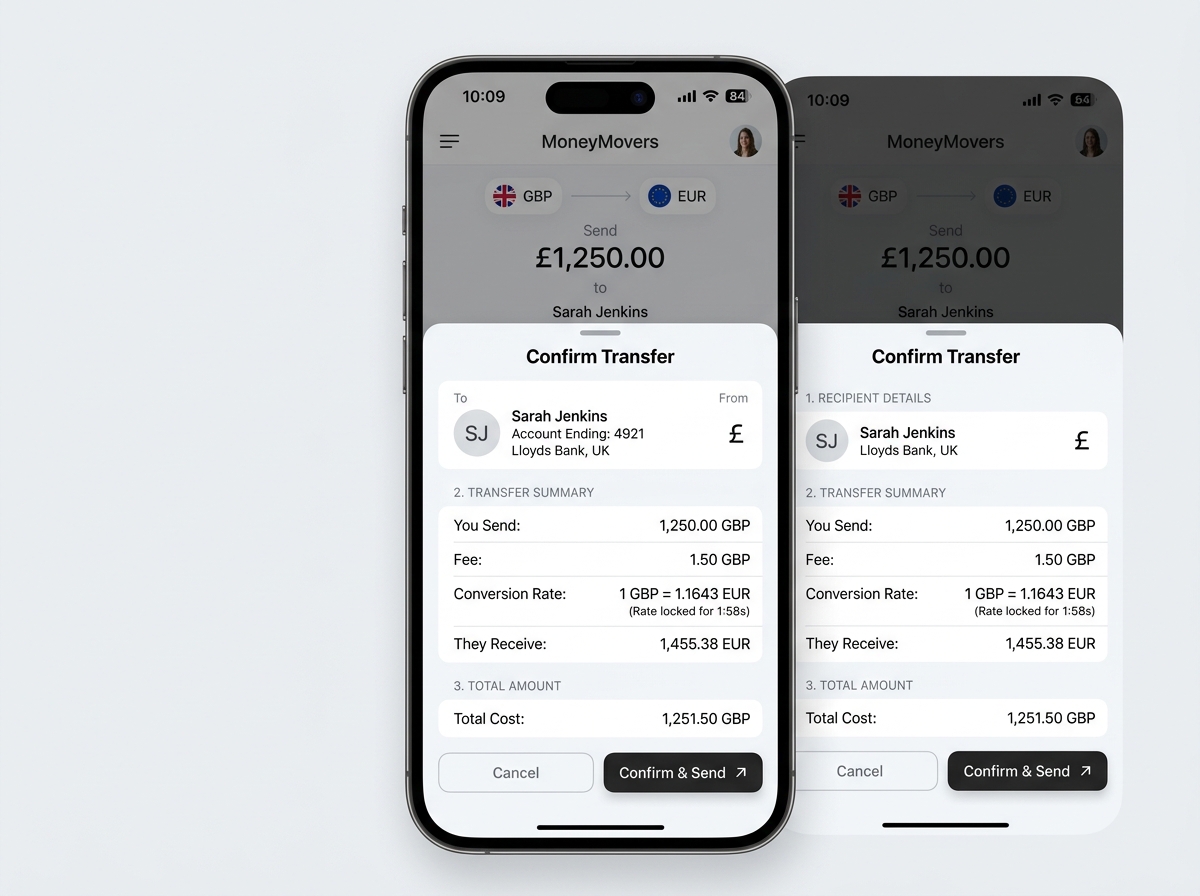 10:09
84
MoneyMovers
GBP
EUR
Send
£1,250.00
to
Sarah Jenkins
Confirm Transfer
To
From
SJ
Sarah Jenkins
Account Ending: 4921
Lloyds Bank, UK
£
2. TRANSFER SUMMARY
You Send: 1,250.00 GBP
Fee: 1.50 GBP
Conversion Rate: 1 GBP = 1.1643 EUR
(Rate locked for 1:58s)
They Receive: 1,455.38 EUR
3. TOTAL AMOUNT
Total Cost: 1,251.50 GBP
Cancel
Confirm & Send
10:09
64
MoneyMovers
GBP
EUR
Send
£1,250.00
to
Sarah Jenkins
Confirm Transfer
1. RECIPIENT DETAILS
SJ
Sarah Jenkins
Lloyds Bank, UK
£
2. TRANSFER SUMMARY
You Send: 1,250.00 GBP
Fee: 1.50 GBP
Conversion Rate: 1 GBP = 1.1643 EUR
(Rate locked for 1:58s)
They Receive: 1,455.38 EUR
3. TOTAL AMOUNT
Total Cost: 1,251.50 GBP
Cancel
Confirm & Send